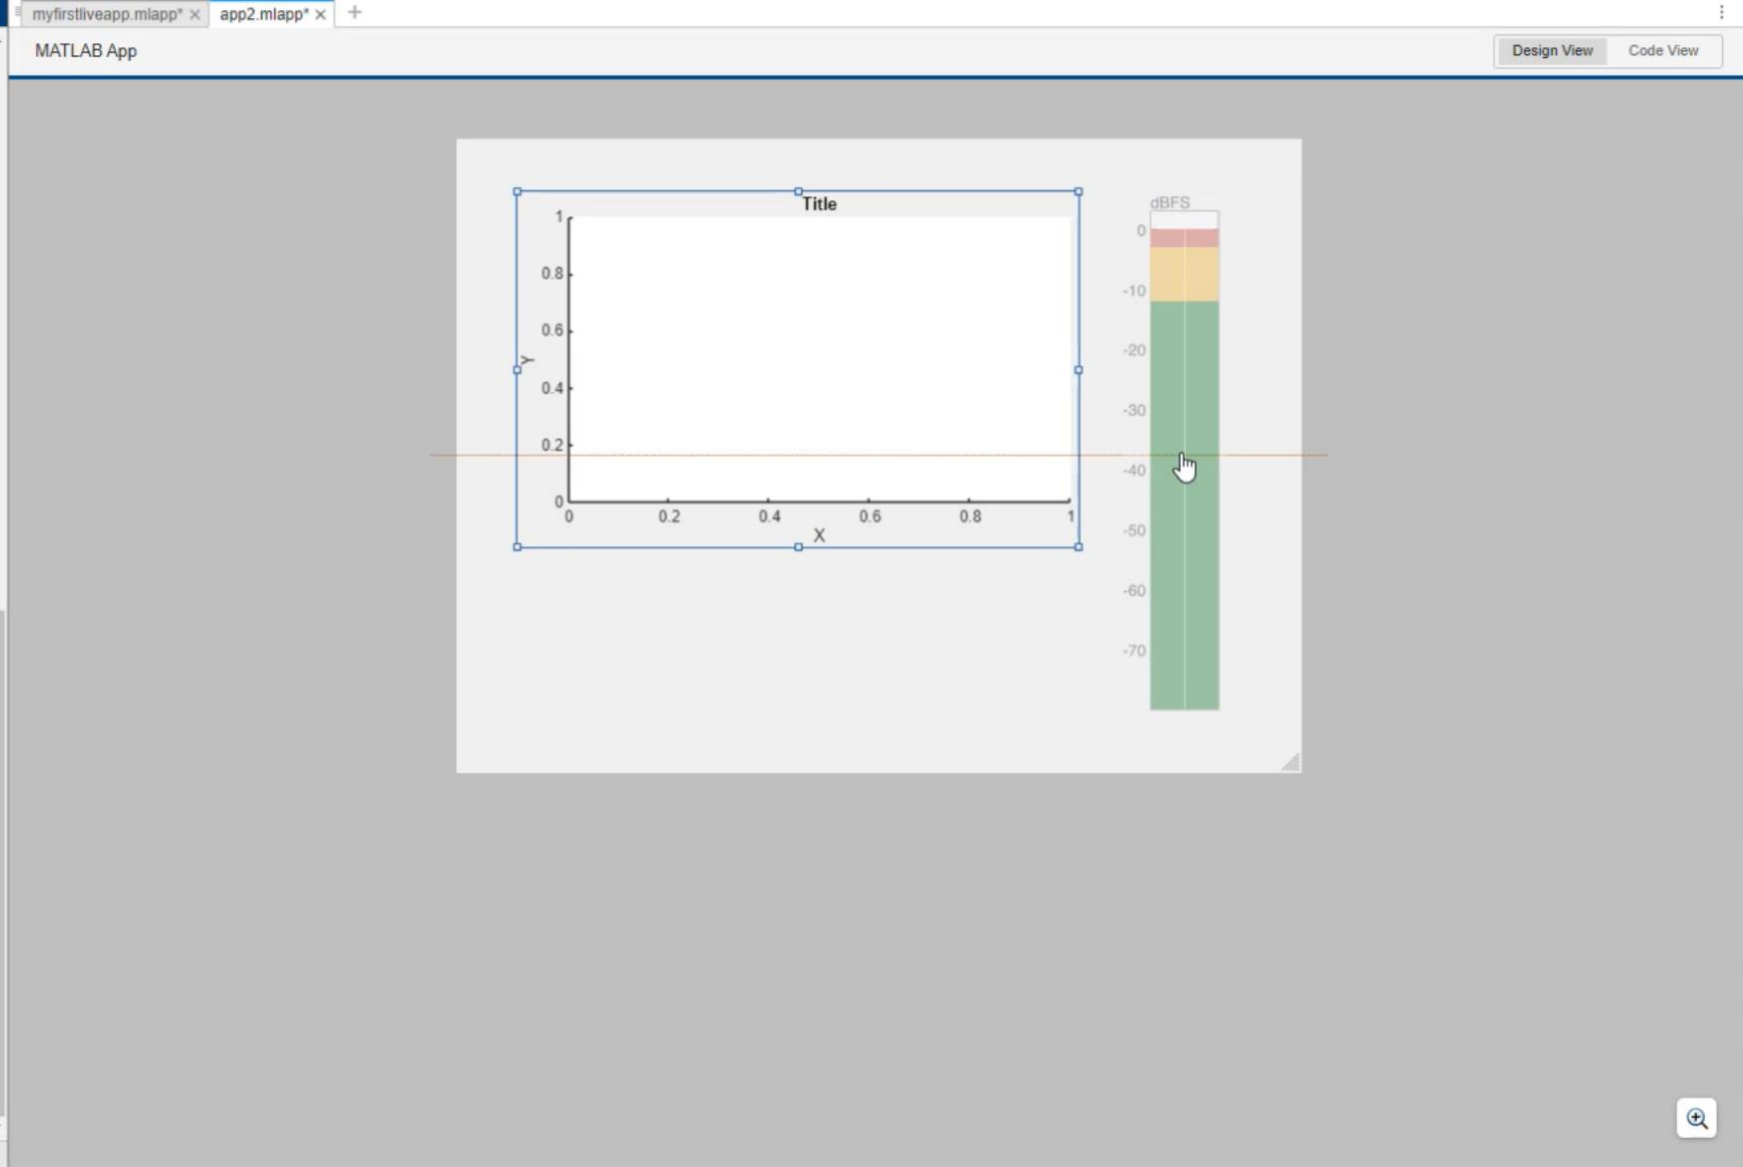 myfirstliveapp.mlapp* × app2.mlapp* × +
MATLAB App
Design View Code View
Title
1
0.8
0.6
0.4
0.2
0
Y
0 0.2 0.4 0.6 0.8 1
X
dBFS
0
-10
-20
-30
-40
-50
-60
-70